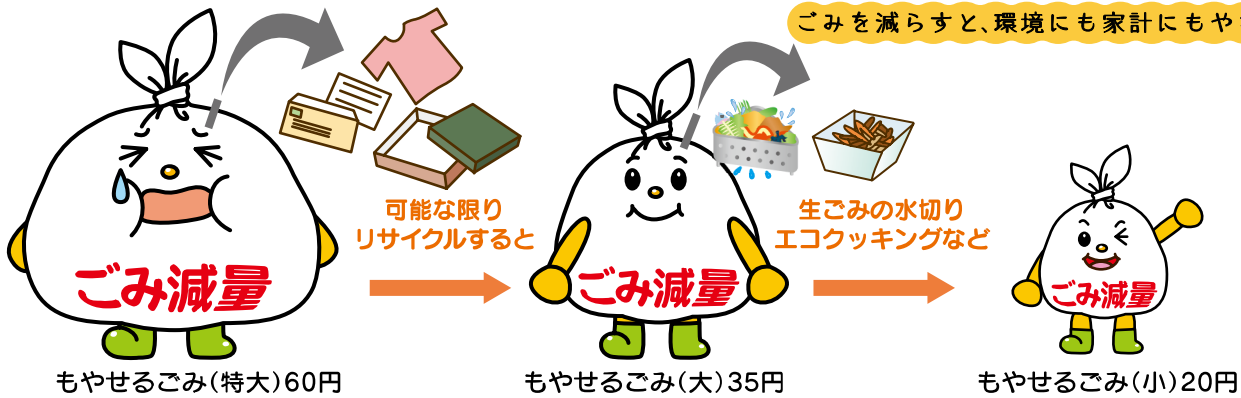 ごみを減らすと、環境にも家計にもや
可能な限り
リサイクルすると
生ごみの水切り
エコクッキングなど
ごみ減量
ごみ減量
ごみ減量
もやせるごみ(特大)60円
もやせるごみ(大)35円
もやせるごみ(小)20円